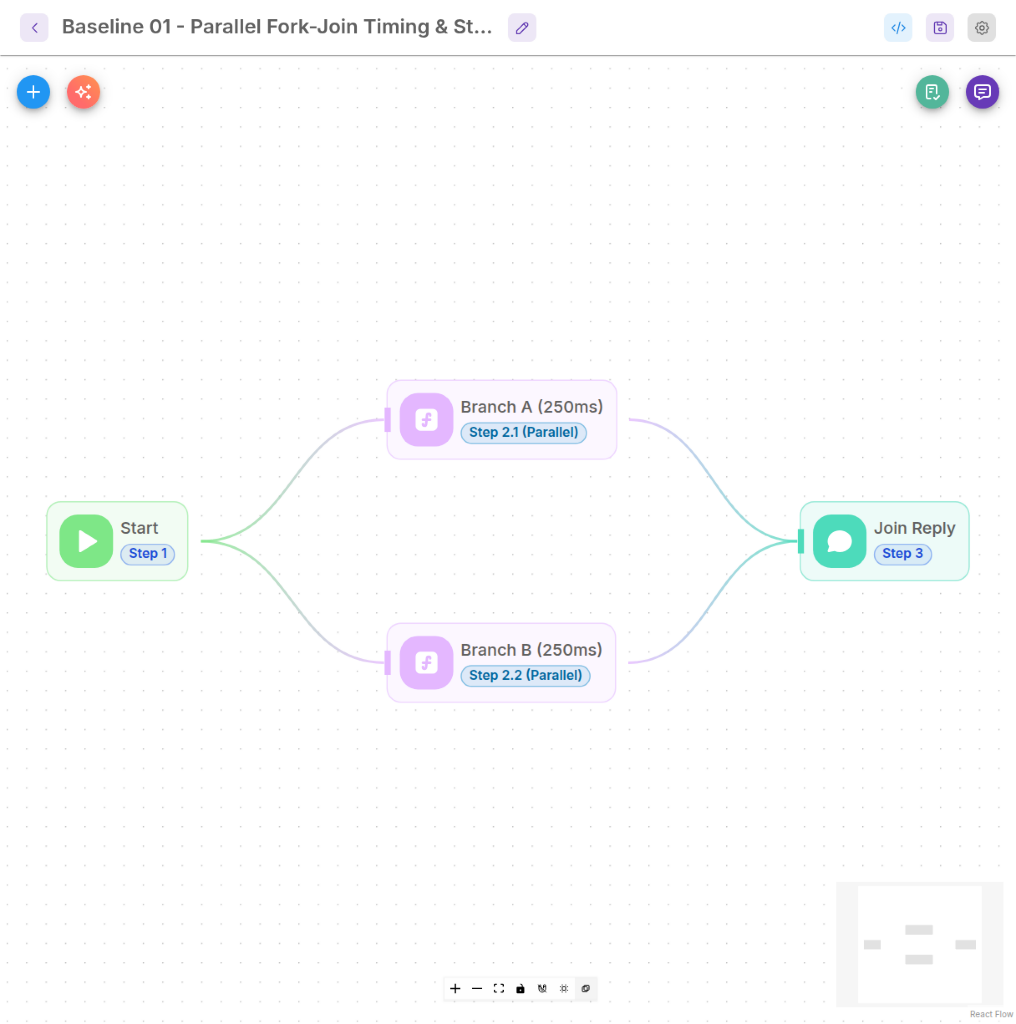 Baseline 01 - Parallel Fork-Join Timing & St...
Branch A (250ms)
Step 2.1 (Parallel)
Start
Step 1
Join Reply
Step 3
Branch B (250ms)
Step 2.2 (Parallel)
React Flow